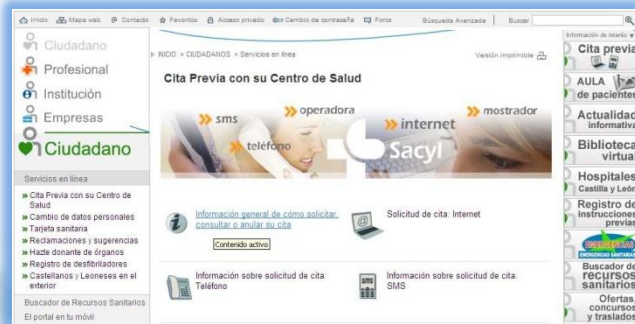 Inicio
Mapa web
@ Contacto
Favoritos
Acceso privado
Cambio de contraseña
Foros
Búsqueda Avanzada
Buscar
Ciudadano
Profesional
Institución
Empresas
Ciudadano
Servicios en línea
Cita Previa con su Centro de
Salud
Cambio de datos personales
Tarjeta sanitaria
Reclamaciones y sugerencias
Hazte donante de órganos
Registro de desfibriladores
Castellanos y Leoneses en el
exterior
Buscador de Recursos Sanitarios
El portal en tu móvil
INICIO > CIUDADANOS > Servicios en línea
Versión imprimible
Cita Previa con su Centro de Salud
sms
operadora
teléfono
internet
mostrador
Sacyl
Información general de cómo solicitar,
consultar o anular su cita
Contenido activo
Solicitud de cita: Internet
Información sobre solicitud de cita:
Teléfono
Información sobre solicitud de cita:
SMS
Información de interés
Cita previa
AULA
de pacientes
Actualidad
informativa
Biblioteca
virtual
Hospitales
Castilla y León
Registro de
instrucciones
previas
EMERGENCIAS
EMERGENCIAS SANITARIAS
Buscador de
recursos
sanitarios
Ofertas,
concursos
y traslados